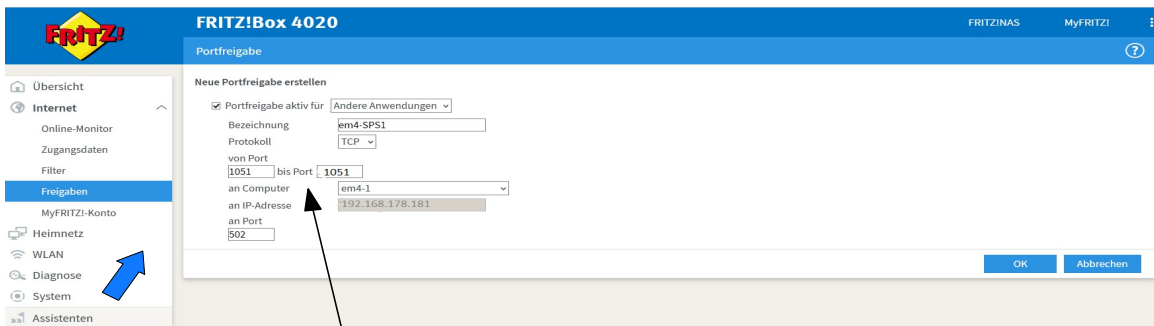 FRITZ!
FRITZ!Box 4020
FRITZ!NAS
MyFRITZ!
Portfreigabe
?
Übersicht
Internet
Online-Monitor
Zugangsdaten
Filter
Freigaben
MyFRITZ!-Konto
Heimnetz
WLAN
Diagnose
System
Assistenten
Neue Portfreigabe erstellen
Portfreigabe aktiv für Andere Anwendungen
Bezeichnung em4-SPS1
Protokoll TCP
von Port
1051 bis Port 1051
an Computer em4-1
an IP-Adresse 192.168.178.181
an Port
502
OK Abbrechen